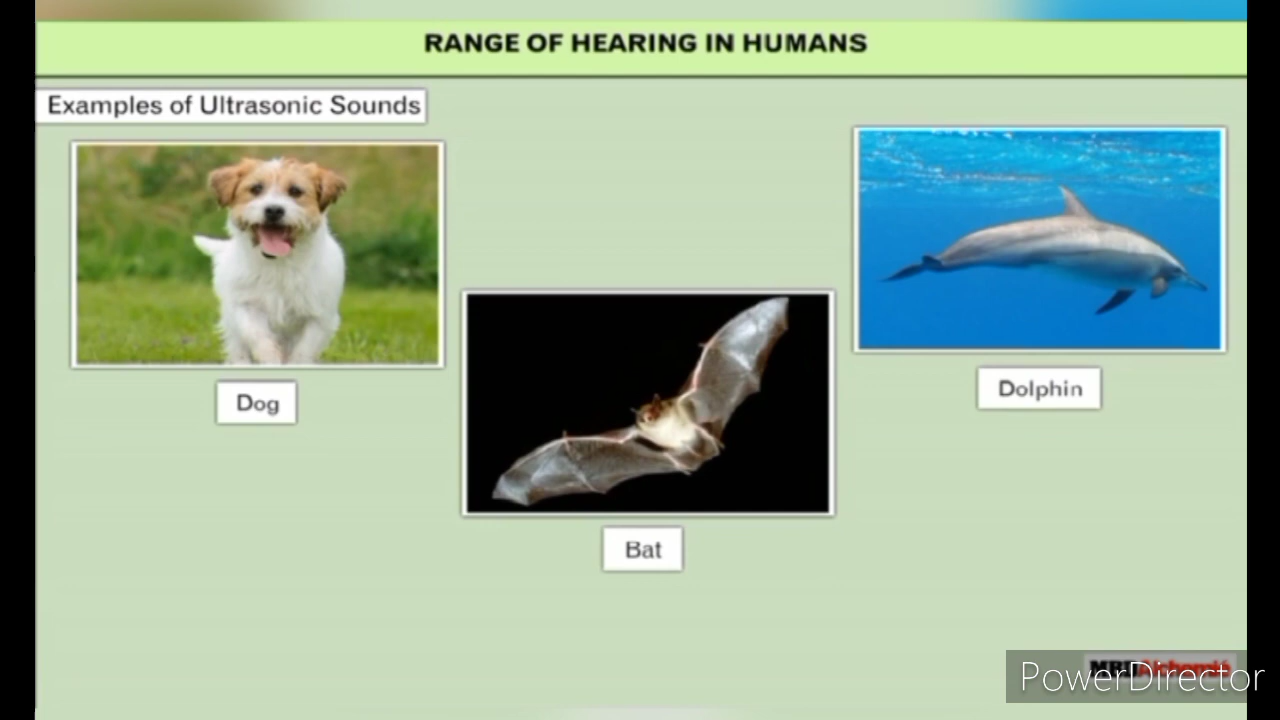 RANGE OF HEARING IN HUMANS
Examples of Ultrasonic Sounds
Dog
Dolphin
Bat
PowerDirector